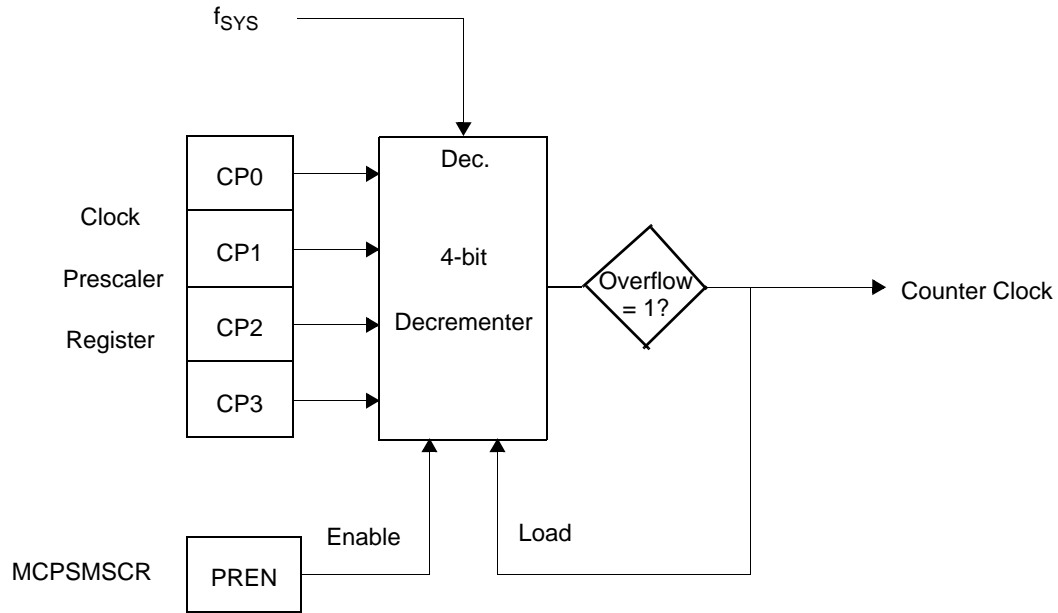 fSYS
CP0
Dec.
Clock
CP1
4-bit
Overflow
= 1?
Counter Clock
Prescaler
CP2
Decrementer
Register
CP3
Enable
Load
MCPSMSCR
PREN